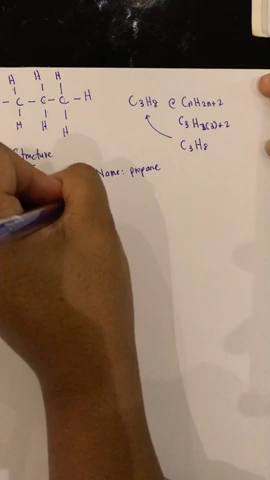 H H H
- C - C - C - H
H H
H
C3H8 @ CnH2n+2
C3H2(3)+2
C3H8
Structure
Name: propane